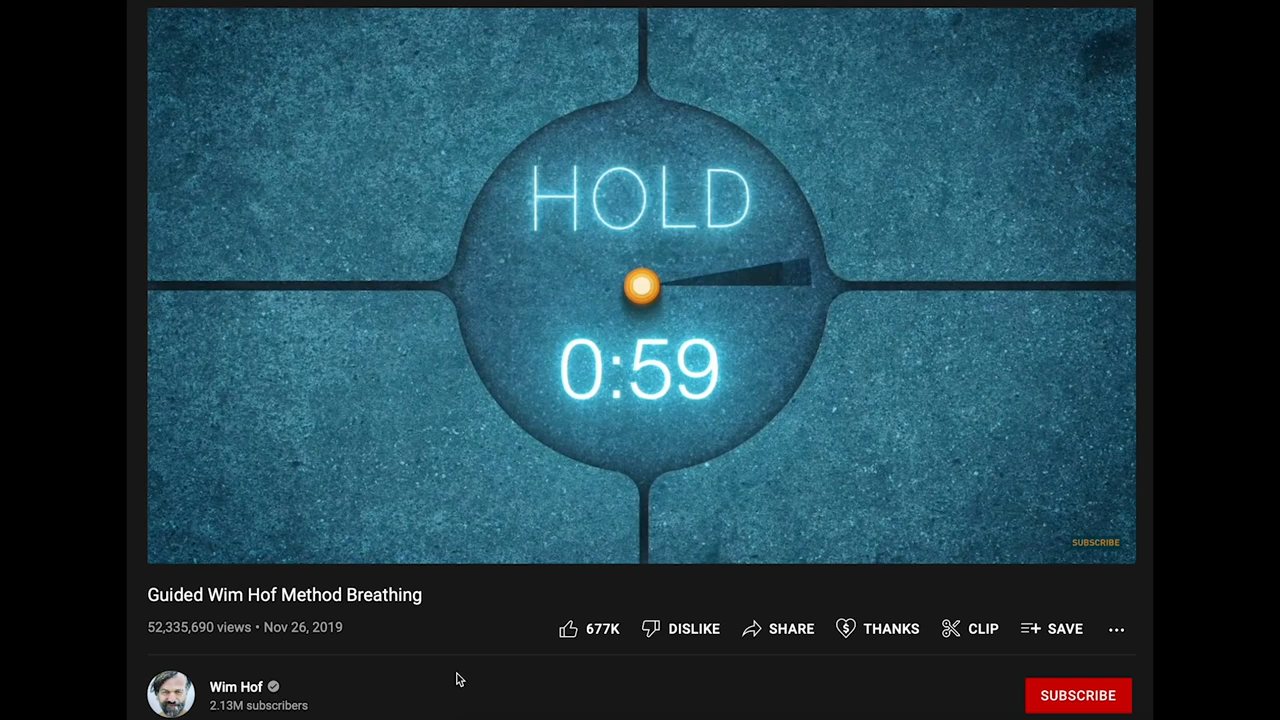 HOLD
0:59
SUBSCRIBE
Guided Wim Hof Method Breathing
52,335,690 views • Nov 26, 2019
677K DISLIKE SHARE THANKS CLIP SAVE
Wim Hof
2.13M subscribers
SUBSCRIBE